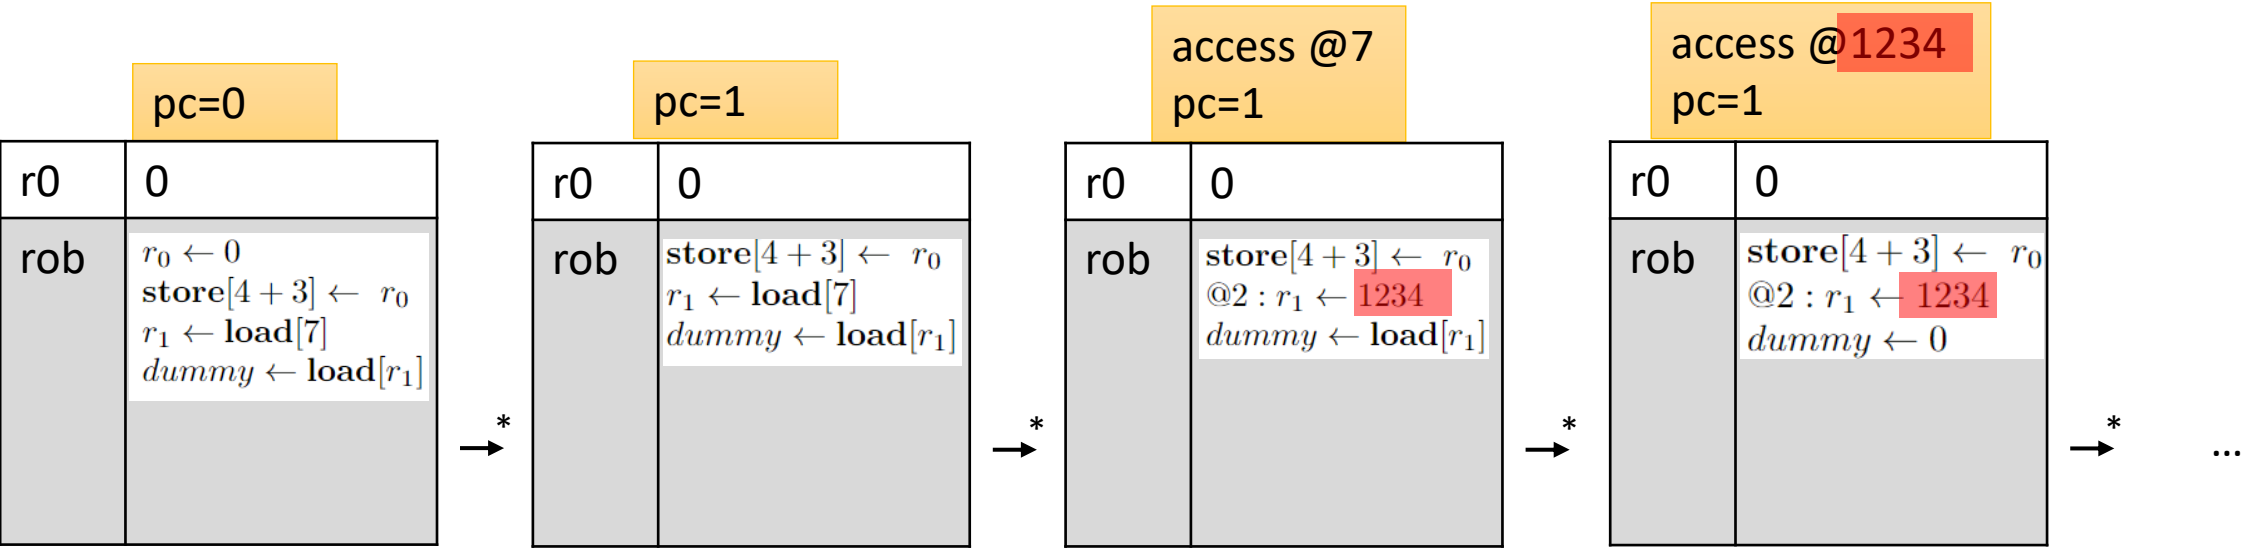 pc=0
r0 0
rob
r₀ ← 0
store[4 + 3] ← r₀
r₁ ← load[7]
dummy ← load[r₁]
→*
pc=1
r0 0
rob
store[4 + 3] ← r₀
r₁ ← load[7]
dummy ← load[r₁]
→*
access @7
pc=1
r0 0
rob
store[4 + 3] ← r₀
@2 : r₁ ← 1234
dummy ← load[r₁]
→*
access @1234
pc=1
r0 0
rob
store[4 + 3] ← r₀
@2 : r₁ ← 1234
dummy ← 0
→*
...